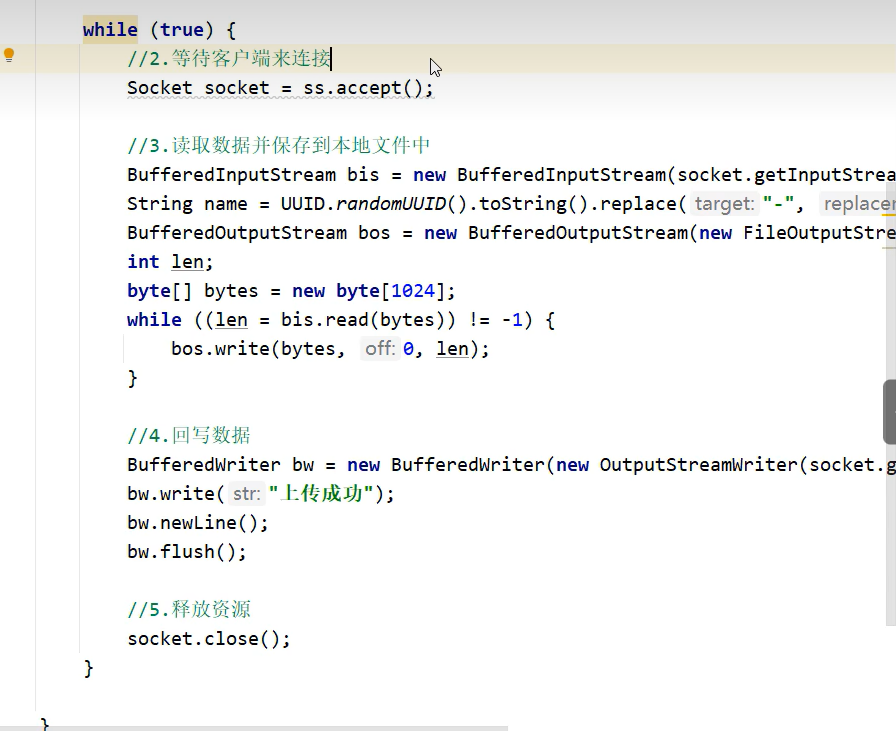 while (true) {
//2.等待客户端来连接
Socket socket = ss.accept();
//3.读取数据并保存到本地文件中
BufferedInputStream bis = new BufferedInputStream(socket.getInputStrea
String name = UUID.randomUUID().toString().replace( target: "-", replacer
BufferedOutputStream bos = new BufferedOutputStream(new FileOutputStre
int len;
byte[] bytes = new byte[1024];
while ((len = bis.read(bytes)) != -1) {
bos.write(bytes, off: 0, len);
}
//4.回写数据
BufferedWriter bw = new BufferedWriter(new OutputStreamWriter(socket.g
bw.write( str: "上传成功");
bw.newLine();
bw.flush();
//5.释放资源
socket.close();
}
}